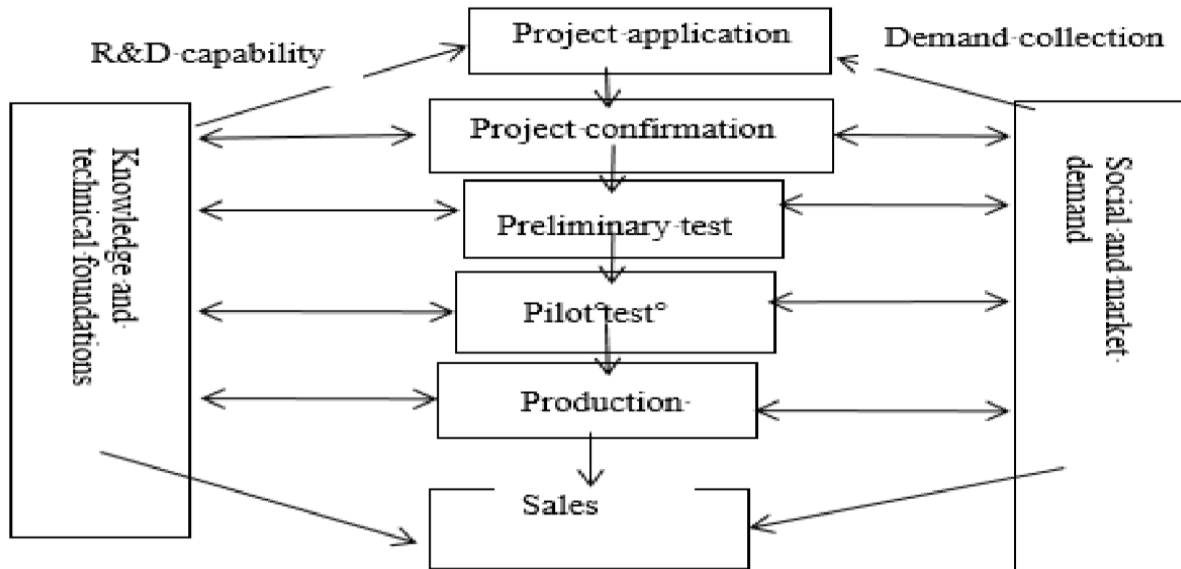 Project application
Demand collection
R&D capability
Project confirmation
Knowledge and
technical foundations
Social and market
demand
Preliminary test
Pilot°test°
Production
Sales